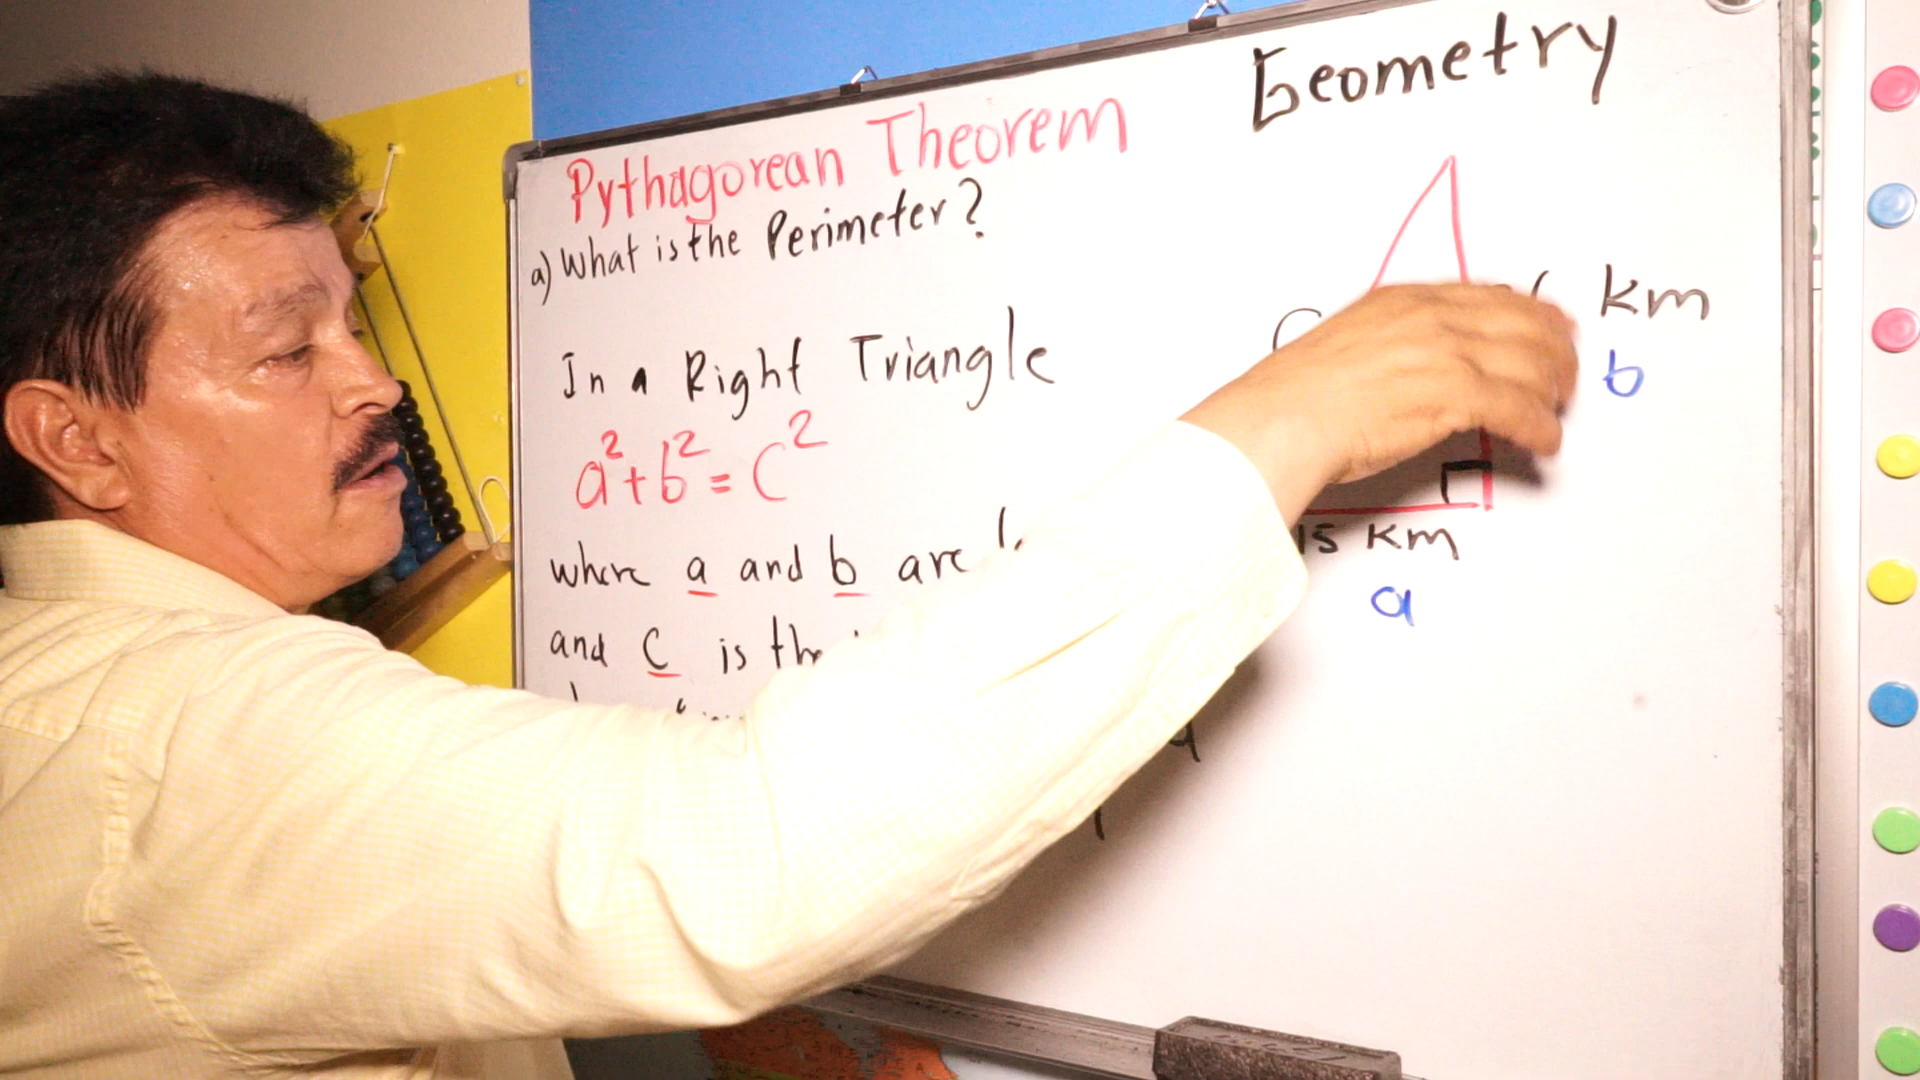 Geometry
Pythagorean Theorem
a) What is the Perimeter?
In a Right Triangle
a²+b²=c²
where a and b are
and c is the
km
b
15 km
a